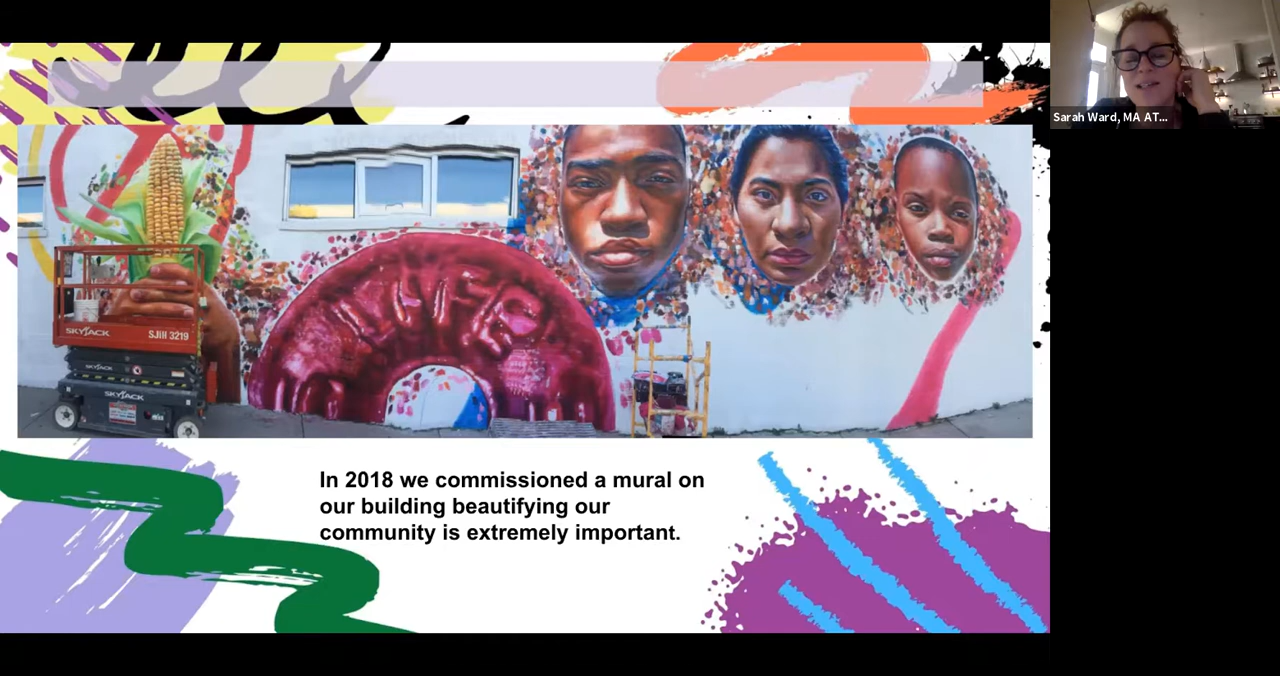 Sarah Ward, MA AT...
SKYJACK
SJIII 3219
SKYJACK
SKYJACK
In 2018 we commissioned a mural on
our building beautifying our
community is extremely important.